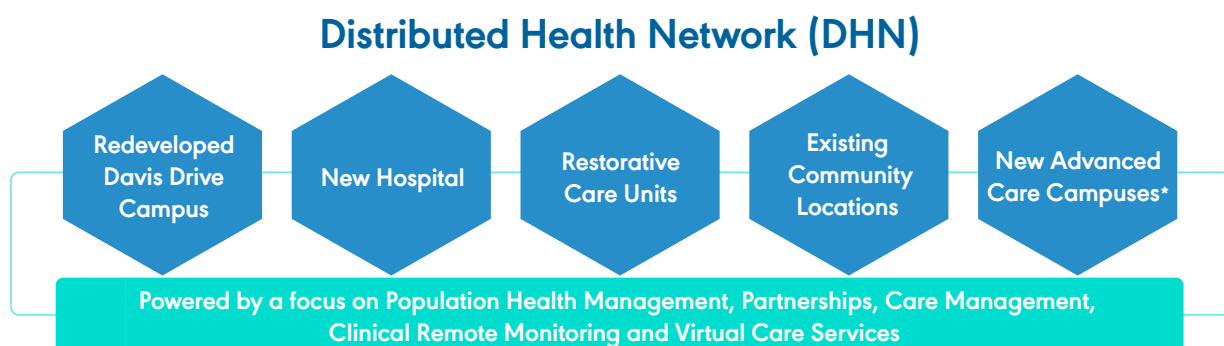 Distributed Health Network (DHN)
Redeveloped
Davis Drive
Campus
New Hospital
Restorative
Care Units
Existing
Community
Locations
New Advanced
Care Campuses*
Powered by a focus on Population Health Management, Partnerships, Care Management,
Clinical Remote Monitoring and Virtual Care Services